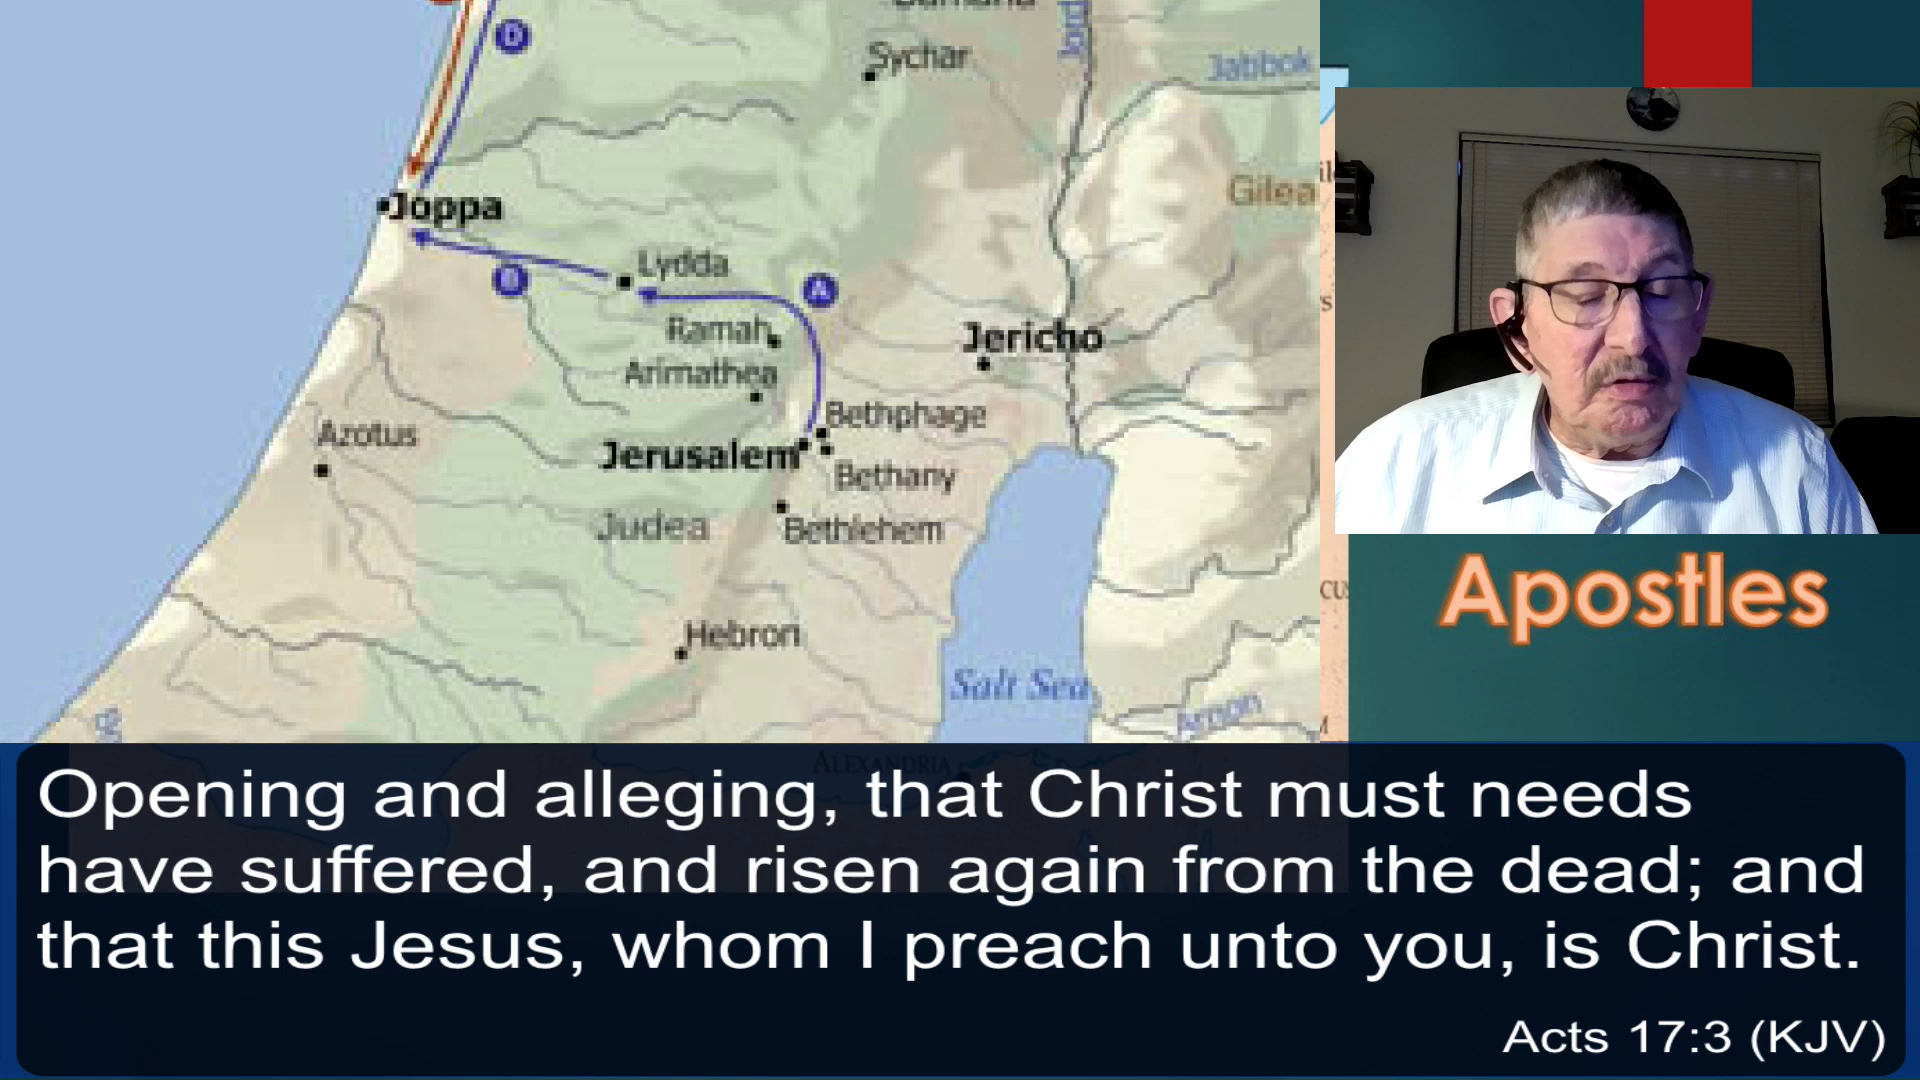 D
Sychar
Jabbok
Joppa
Gilea
Lydda
B
A
Ramah
Jericho
Arimathea
Bethphage
Azotus
Jerusalem
Bethany
Judea
Bethlehem
Hebron
Salt Sea
Arnon
Apostles
ALEXANDRIA
Opening and alleging, that Christ must needs
have suffered, and risen again from the dead; and
that this Jesus, whom I preach unto you, is Christ.
Acts 17:3 (KJV)